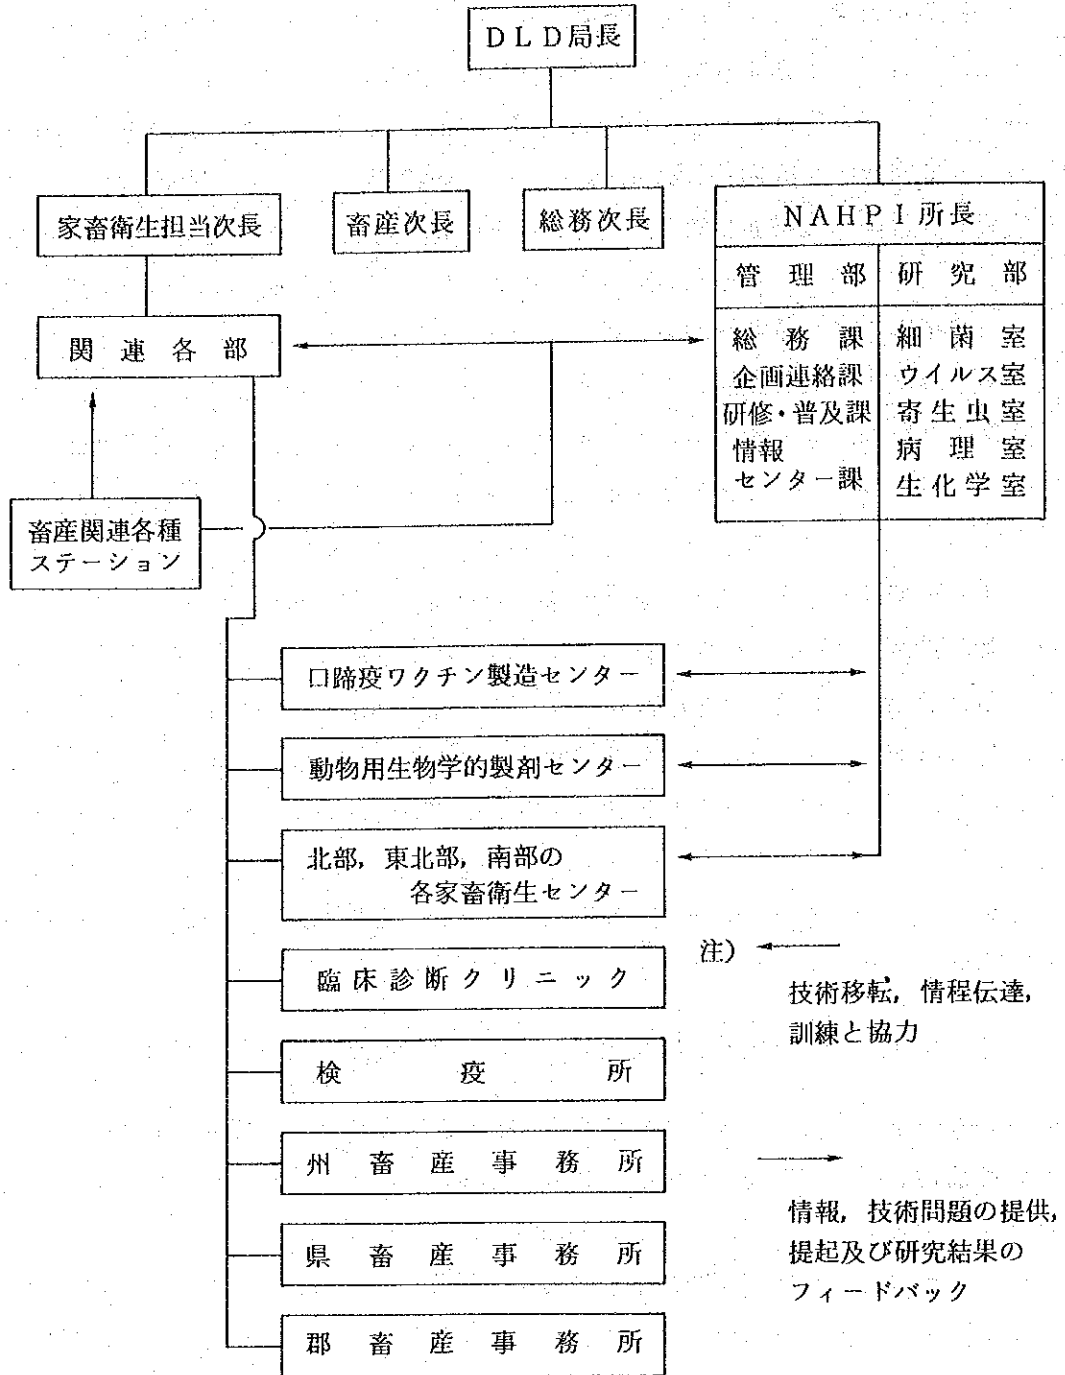 DLD局長
家畜衛生担当次長
畜産次長
総務次長
NAHPI所長
管理部
研究部
総務課
企画連絡課
研修・普及課
情報
センター課
細菌室
ウイルス室
寄生虫室
病理室
生化学室
関連各部
畜産関連各種
ステーション
口蹄疫ワクチン製造センター
動物用生物学的製剤センター
北部,東北部,南部の
各家畜衛生センター
臨床診断クリニック
検疫所
州畜産事務所
県畜産事務所
郡畜産事務所
注)
技術移転,情程伝達,
訓練と協力
情報,技術問題の提供,
提起及び研究結果の
フィードバック